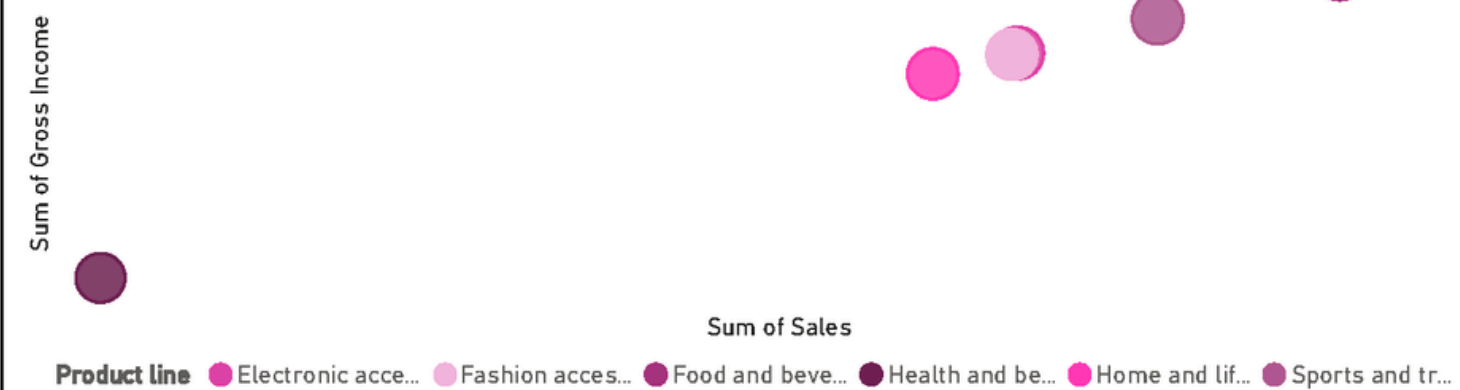 Sum of Gross Income
Sum of Sales
Product line Electronic acce... Fashion acces... Food and beve... Health and be... Home and lif... Sports and tr...